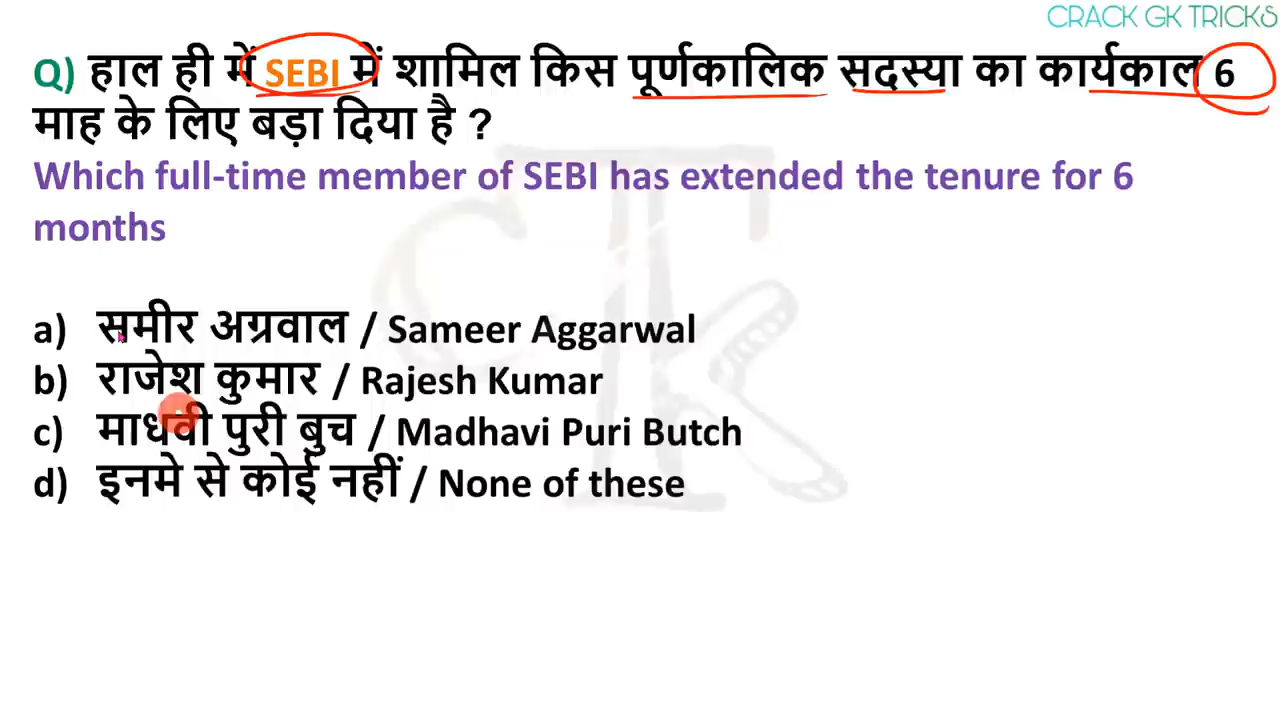 CRACK GK TRICKS
Q) हाल ही में SEBI में शामिल किस पूर्णकालिक सदस्या का कार्यकाल 6
माह के लिए बड़ा दिया है ?
Which full-time member of SEBI has extended the tenure for 6
months
a) समीर अग्रवाल / Sameer Aggarwal
b) राजेश कुमार / Rajesh Kumar
c) माधवी पुरी बुच / Madhavi Puri Butch
d) इनमे से कोई नहीं / None of these